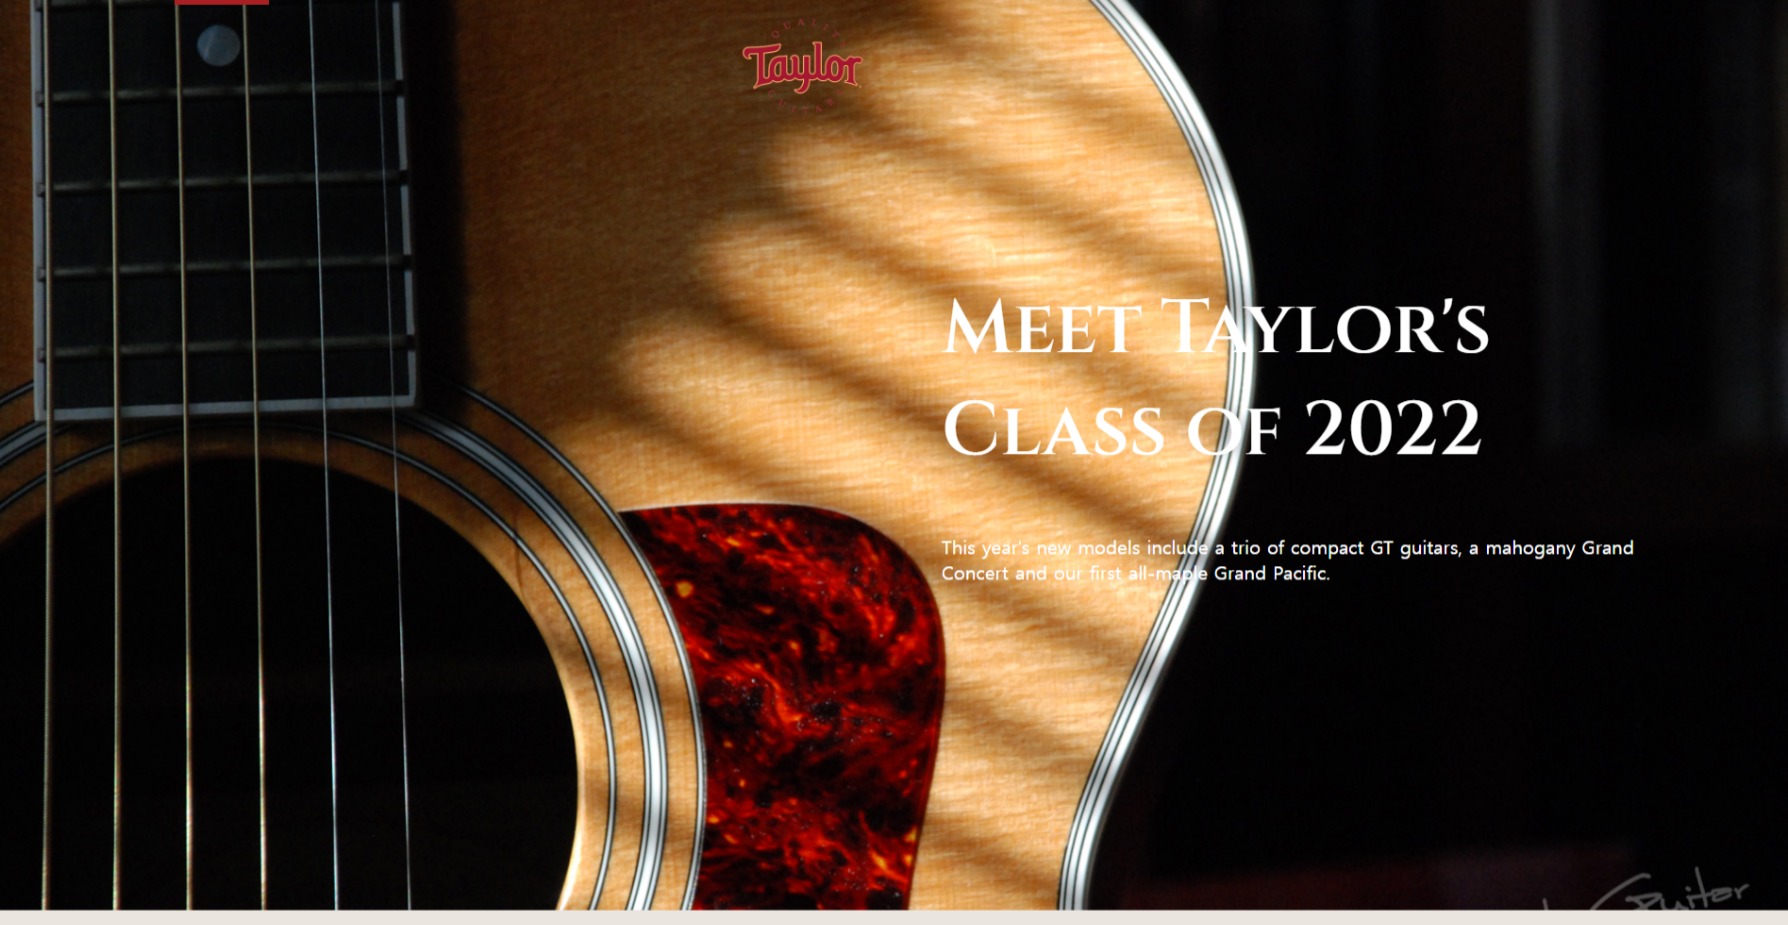 QUALITY
Taylor
GUITARS
MEET TAYLOR'S
CLASS OF 2022
This year's new models include a trio of compact GT guitars, a mahogany Grand
Concert and our first all-maple Grand Pacific.
Guitar